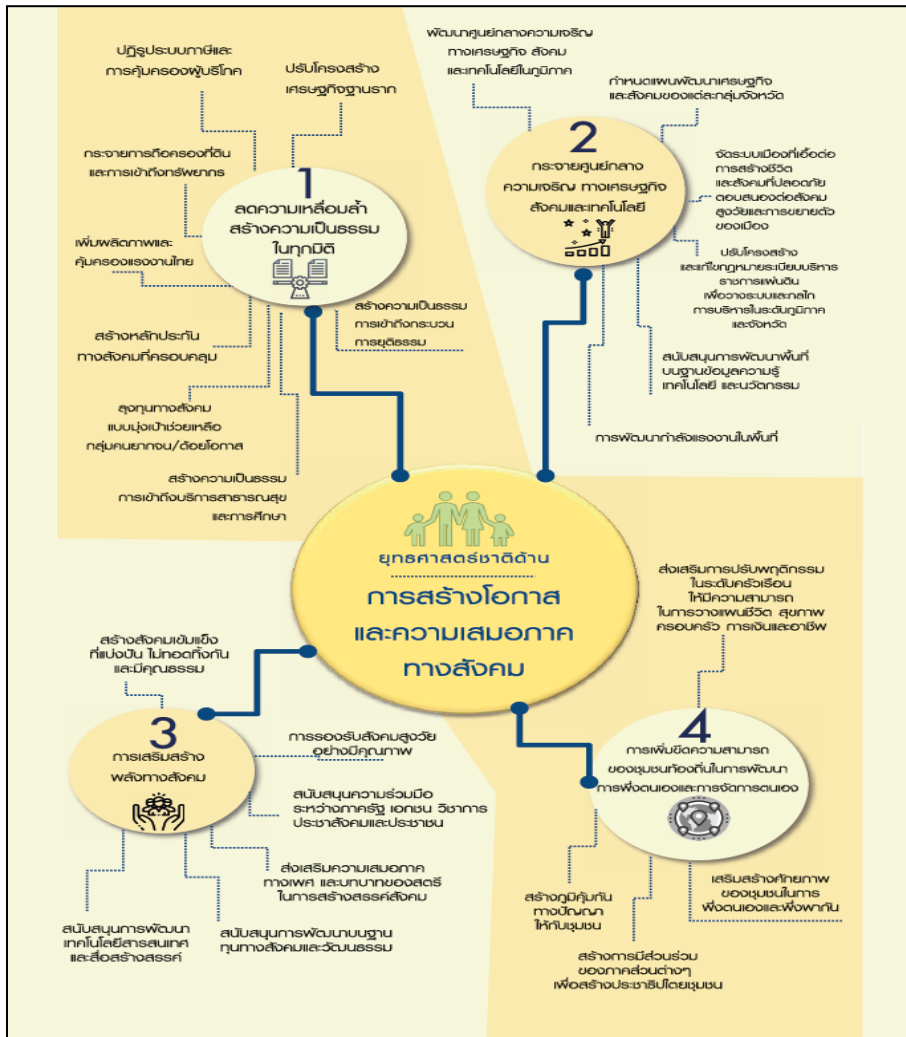 ปฏิรูประบบภาษีและ
การคุ้มครองผู้บริโภค
ปรับโครงสร้าง
เศรษฐกิจฐานราก
กระจายการถือครองที่ดิน
และการเข้าถึงทรัพยากร
1
ลดความเหลื่อมล้ำ
สร้างความเป็นธรรม
ในทุกมิติ
เพิ่มผลิตภาพและ
คุ้มครองแรงงานไทย
สร้างหลักประกัน
ทางสังคมที่ครอบคลุม
สร้างความเป็นธรรม
การเข้าถึงกระบวน
การยุติธรรม
ลงทุนทางสังคม
แบบมุ่งเป้าช่วยเหลือ
กลุ่มคนยากจน/ด้อยโอกาส
สร้างความเป็นธรรม
การเข้าถึงบริการสาธารณสุข
และการศึกษา
พัฒนาศูนย์กลางความเจริญ
ทางเศรษฐกิจ สังคม
และเทคโนโลยีในภูมิภาค
กำหนดแผนพัฒนาเศรษฐกิจ
และสังคมของแต่ละกลุ่มจังหวัด
2
กระจายศูนย์กลาง
ความเจริญ ทางเศรษฐกิจ
สังคมและเทคโนโลยี
จัดระบบเมืองที่เอื้อต่อ
การสร้างชีวิต
และสังคมที่ปลอดภัย
ตอบสนองต่อสังคม
สูงวัยและการขยายตัว
ของเมือง
ปรับโครงสร้าง
และแก้ไขกฎหมายระเบียบบริหาร
ราชการแผ่นดิน
เพื่อวางระบบและกลไก
การบริหารในระดับภูมิภาค
และจังหวัด
สนับสนุนการพัฒนาพื้นที่
บนฐานข้อมูลความรู้
เทคโนโลยี และนวัตกรรม
การพัฒนากำลังแรงงานในพื้นที่
ยุทธศาสตร์ชาติด้าน
การสร้างโอกาส
และความเสมอภาค
ทางสังคม
สร้างสังคมเข้มแข็ง
ที่แบ่งปัน ไม่ทอดทิ้งกัน
และมีคุณธรรม
3
การเสริมสร้าง
พลังทางสังคม
การรองรับสังคมสูงวัย
อย่างมีคุณภาพ
สนับสนุนความร่วมมือ
ระหว่างภาครัฐ เอกชน วิชาการ
ประชาสังคมและประชาชน
ส่งเสริมความเสมอภาค
ทางเพศ และบทบาทของสตรี
ในการสร้างสรรค์สังคม
สนับสนุนการพัฒนาบนฐาน
ทุนทางสังคมและวัฒนธรรม
สนับสนุนการพัฒนา
เทคโนโลยีสารสนเทศ
และสื่อสร้างสรรค์
ส่งเสริมการปรับพฤติกรรม
ในระดับครัวเรือน
ให้มีความสามารถ
ในการวางแผนชีวิต สุขภาพ
ครอบครัว การเงินและอาชีพ
4
การเพิ่มขีดความสามารถ
ของชุมชนท้องถิ่นในการพัฒนา
การพึ่งตนเองและการจัดการตนเอง
เสริมสร้างศักยภาพ
ของชุมชนในการ
พึ่งตนเองและพึ่งพากัน
สร้างภูมิคุ้มกัน
ทางปัญญา
ให้กับชุมชน
สร้างการมีส่วนร่วม
ของภาคส่วนต่างๆ
เพื่อสร้างประชาธิปไตยชุมชน